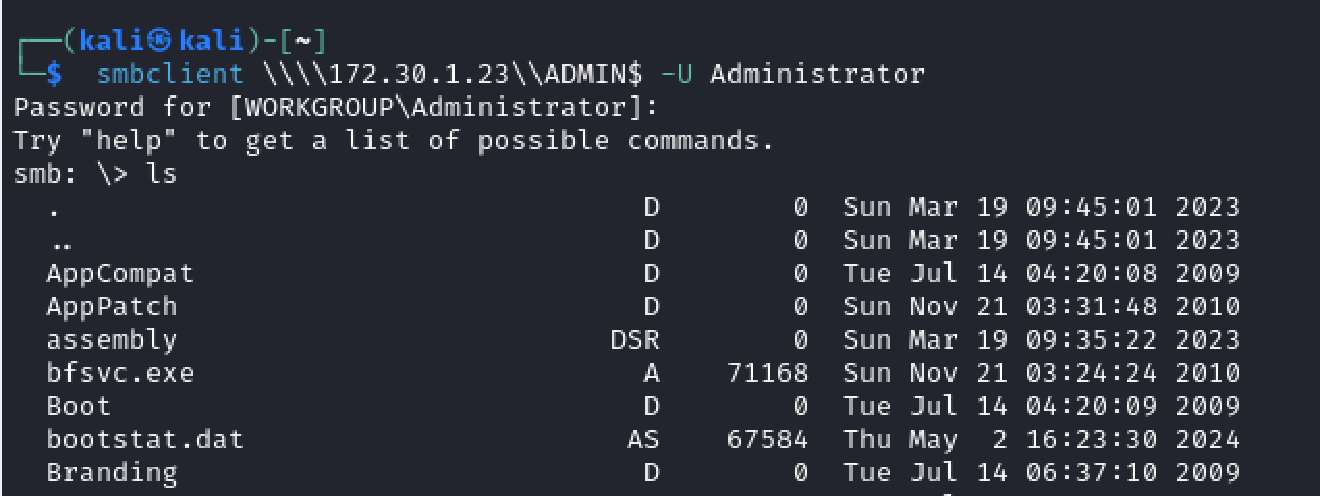 ┌──(kali㉿kali)-[~]
└─$ smbclient \\\\172.30.1.23\\ADMIN$ -U Administrator
Password for [WORKGROUP\Administrator]:
Try "help" to get a list of possible commands.
smb: \> ls
. D 0 Sun Mar 19 09:45:01 2023
.. D 0 Sun Mar 19 09:45:01 2023
AppCompat D 0 Tue Jul 14 04:20:08 2009
AppPatch D 0 Sun Nov 21 03:31:48 2010
assembly DSR 0 Sun Mar 19 09:35:22 2023
bfsvc.exe A 71168 Sun Nov 21 03:24:24 2010
Boot D 0 Tue Jul 14 04:20:09 2009
bootstat.dat AS 67584 Thu May 2 16:23:30 2024
Branding D 0 Tue Jul 14 06:37:10 2009